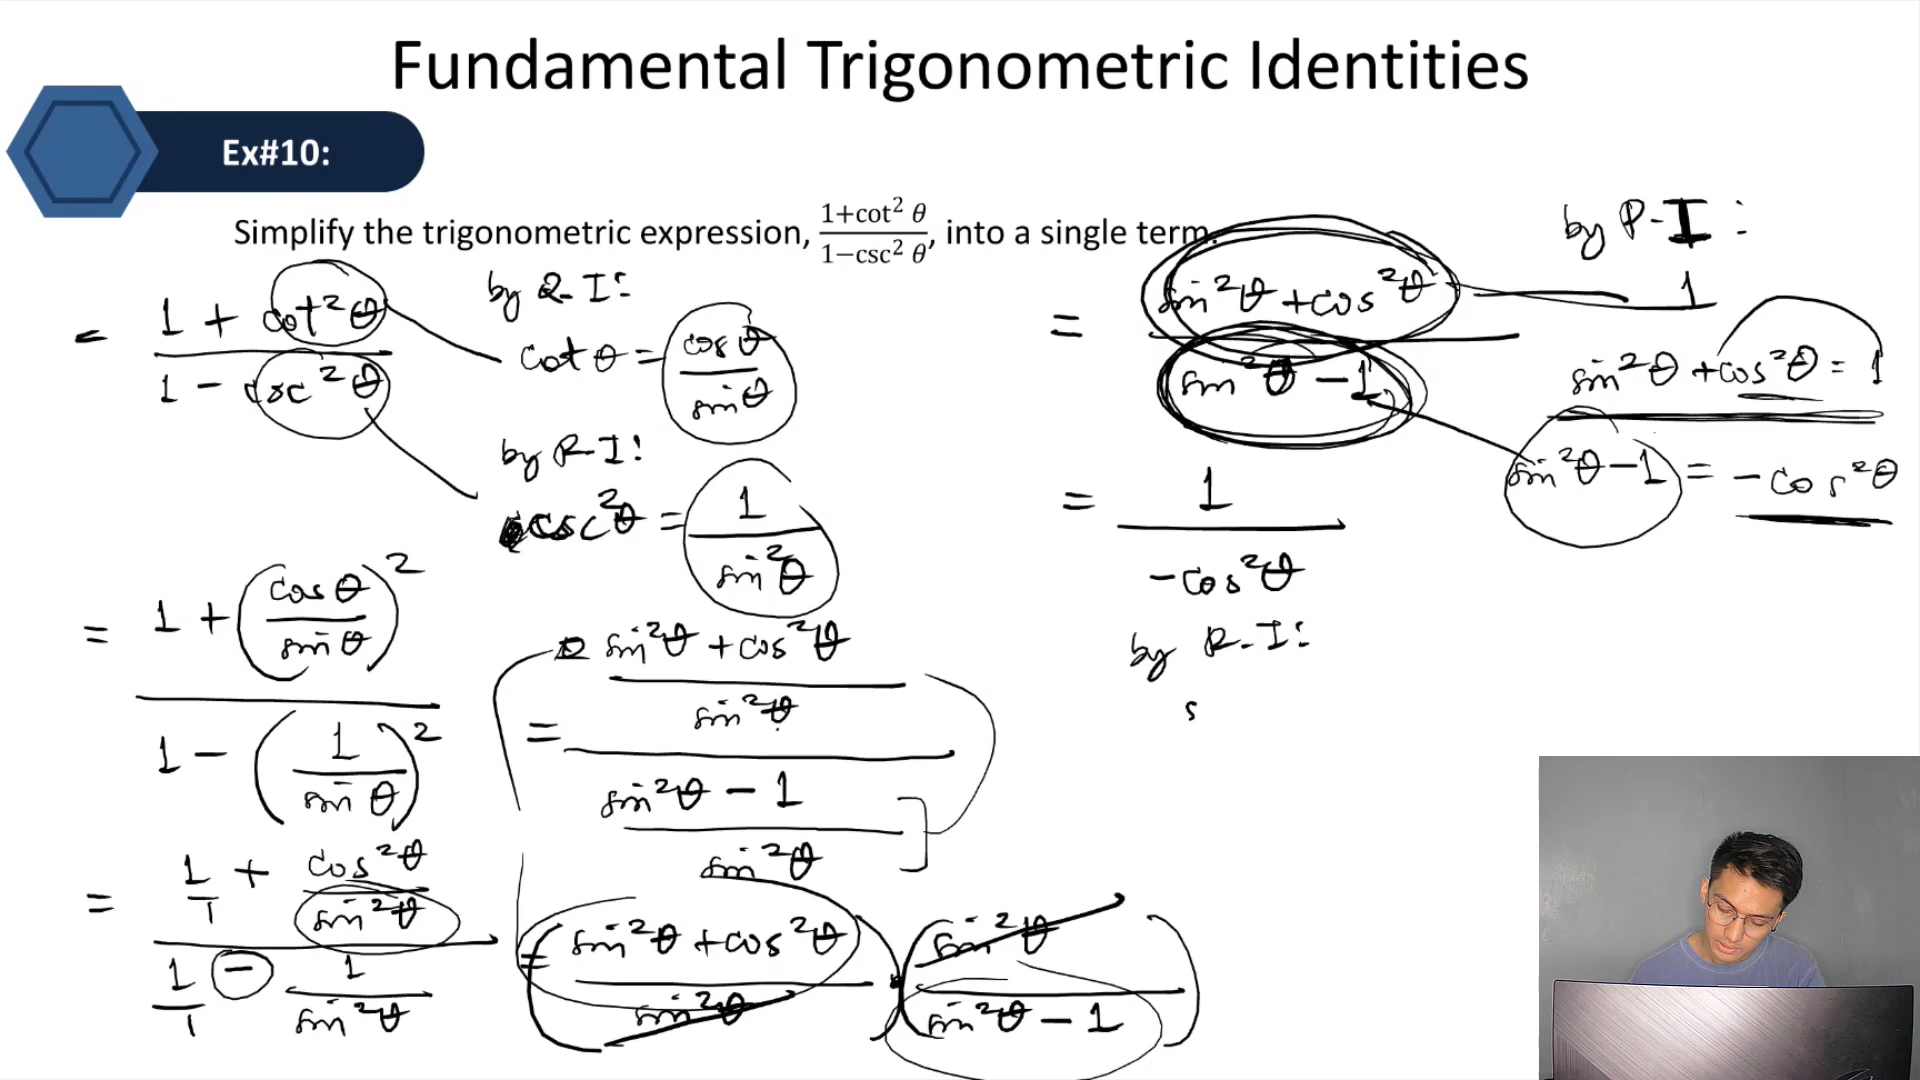 Fundamental Trigonometric Identities
Ex#10:
Simplify the trigonometric expression, (1+cot² θ)/(1−csc² θ), into a single term.
= (1 + cot²θ)/(1 - csc²θ)
by Q-I:
cot θ = cos θ/sin θ
by R-I:
csc²θ = 1/sin²θ
= (1 + (cos θ/sin θ)²)/(1 - (1/sin θ)²)
= (1/1 + cos²θ/sin²θ)/(1/1 - 1/sin²θ)
= ((sin²θ + cos²θ)/sin²θ)/((sin²θ - 1)/sin²θ)
= ((sin²θ + cos²θ)/sin²θ) · (sin²θ/(sin²θ - 1))
= (sin²θ + cos²θ)/(sin²θ - 1)
by P-I:
1
sin²θ + cos²θ = 1
sin²θ - 1 = -cos²θ
= 1/(-cos²θ)
by R-I:
s